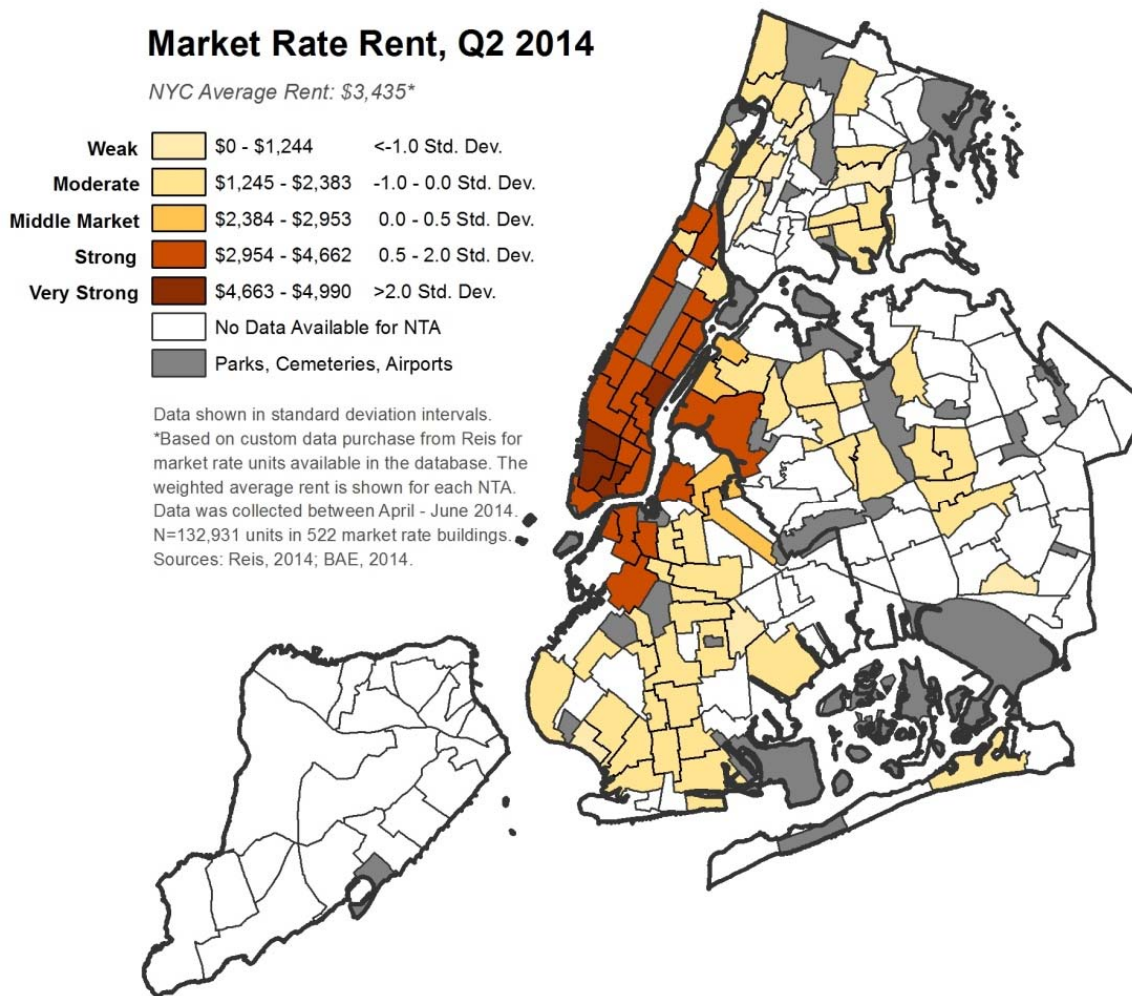 Market Rate Rent, Q2 2014
NYC Average Rent: $3,435*
Weak $0 - $1,244 <-1.0 Std. Dev.
Moderate $1,245 - $2,383 -1.0 - 0.0 Std. Dev.
Middle Market $2,384 - $2,953 0.0 - 0.5 Std. Dev.
Strong $2,954 - $4,662 0.5 - 2.0 Std. Dev.
Very Strong $4,663 - $4,990 >2.0 Std. Dev.
No Data Available for NTA
Parks, Cemeteries, Airports
Data shown in standard deviation intervals.
*Based on custom data purchase from Reis for
market rate units available in the database. The
weighted average rent is shown for each NTA.
Data was collected between April - June 2014.
N=132,931 units in 522 market rate buildings.
Sources: Reis, 2014; BAE, 2014.